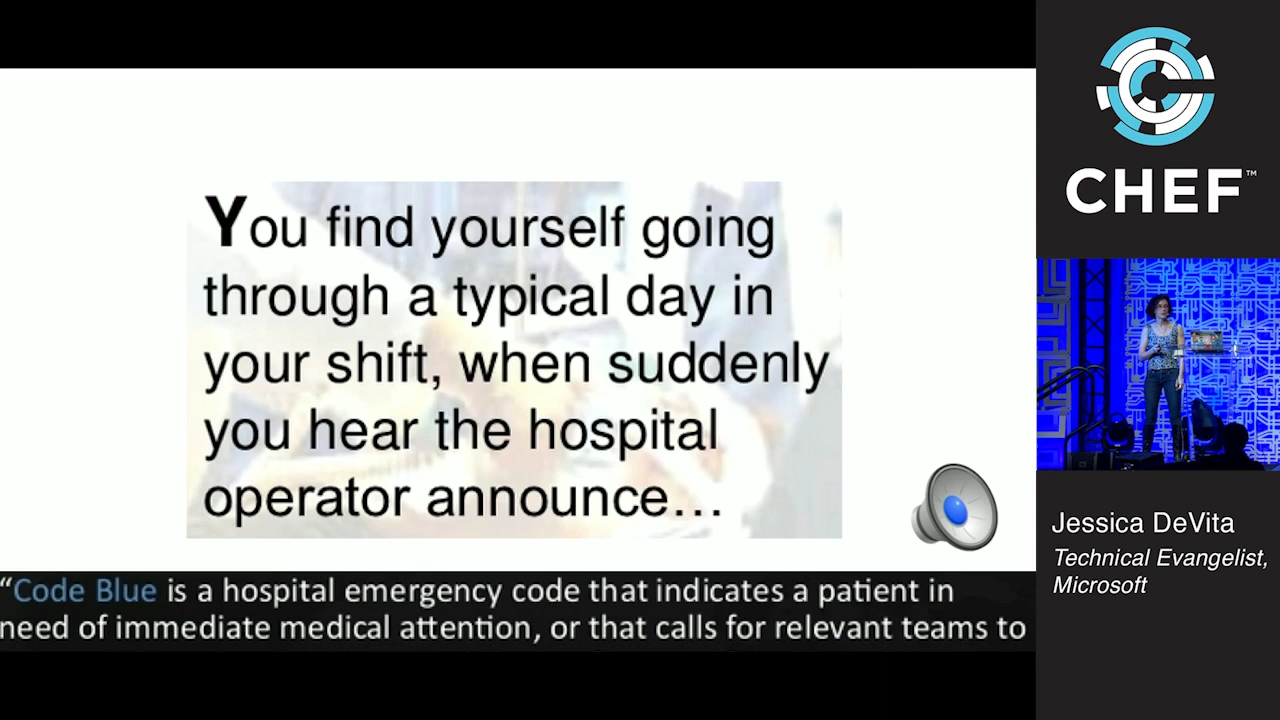 You find yourself going
through a typical day in
your shift, when suddenly
you hear the hospital
operator announce…
“Code Blue is a hospital emergency code that indicates a patient in
need of immediate medical attention, or that calls for relevant teams to
CHEF™
Jessica DeVita
Technical Evangelist,
Microsoft